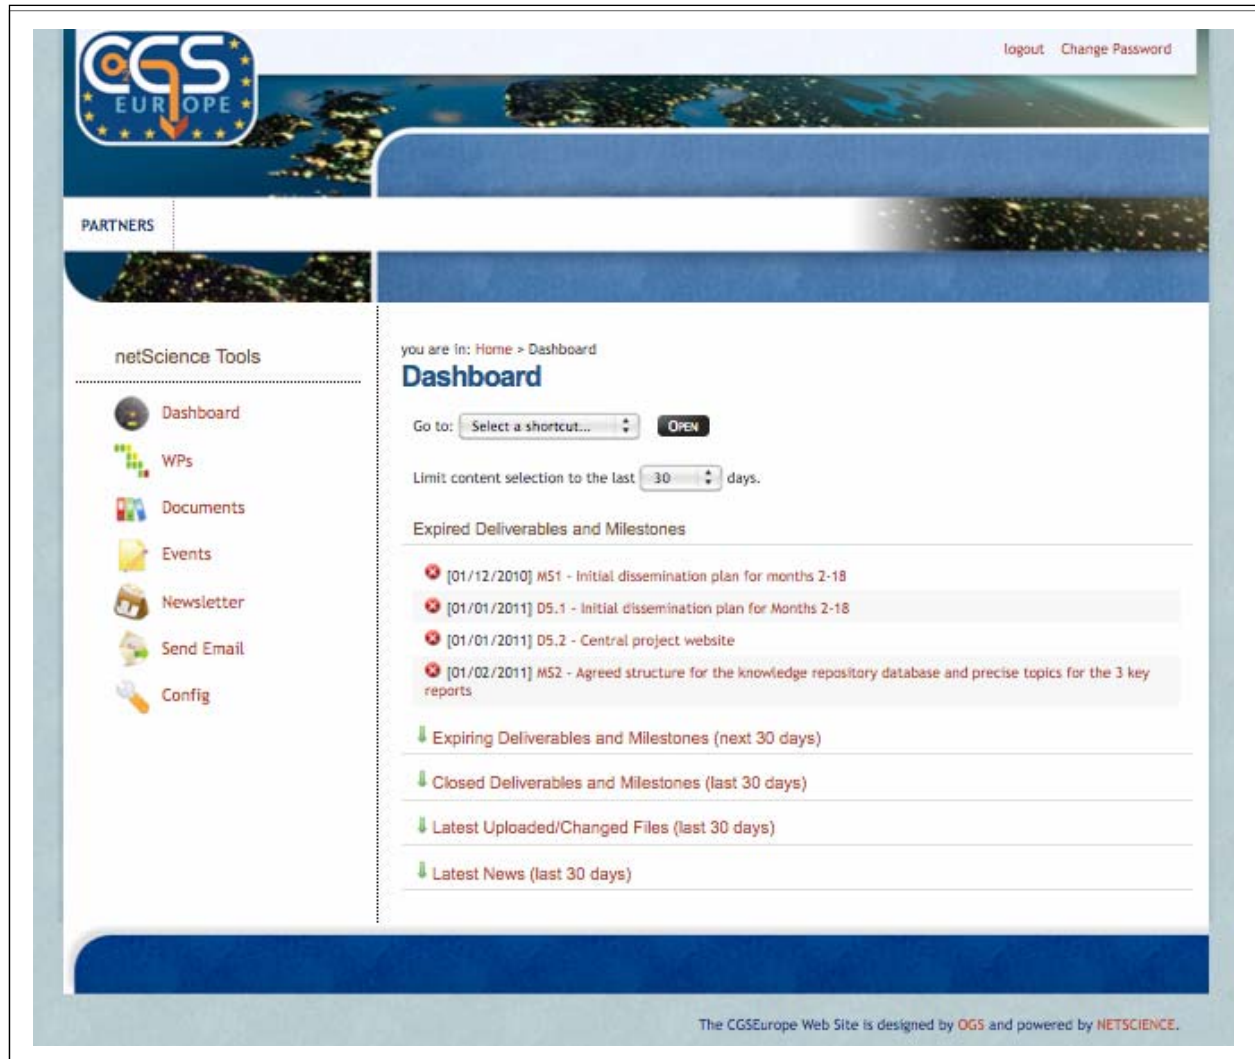 CGS
O2
EUROPE
logout Change Password
PARTNERS
netScience Tools
Dashboard
WPs
Documents
Events
Newsletter
Send Email
Config
you are in: Home > Dashboard
Dashboard
Go to: Select a shortcut... OPEN
Limit content selection to the last 30 days.
Expired Deliverables and Milestones
[01/12/2010] MS1 - Initial dissemination plan for months 2-18
[01/01/2011] D5.1 - Initial dissemination plan for Months 2-18
[01/01/2011] D5.2 - Central project website
[01/02/2011] MS2 - Agreed structure for the knowledge repository database and precise topics for the 3 key
reports
Expiring Deliverables and Milestones (next 30 days)
Closed Deliverables and Milestones (last 30 days)
Latest Uploaded/Changed Files (last 30 days)
Latest News (last 30 days)
The CGSEurope Web Site is designed by OGS and powered by NETSCIENCE.